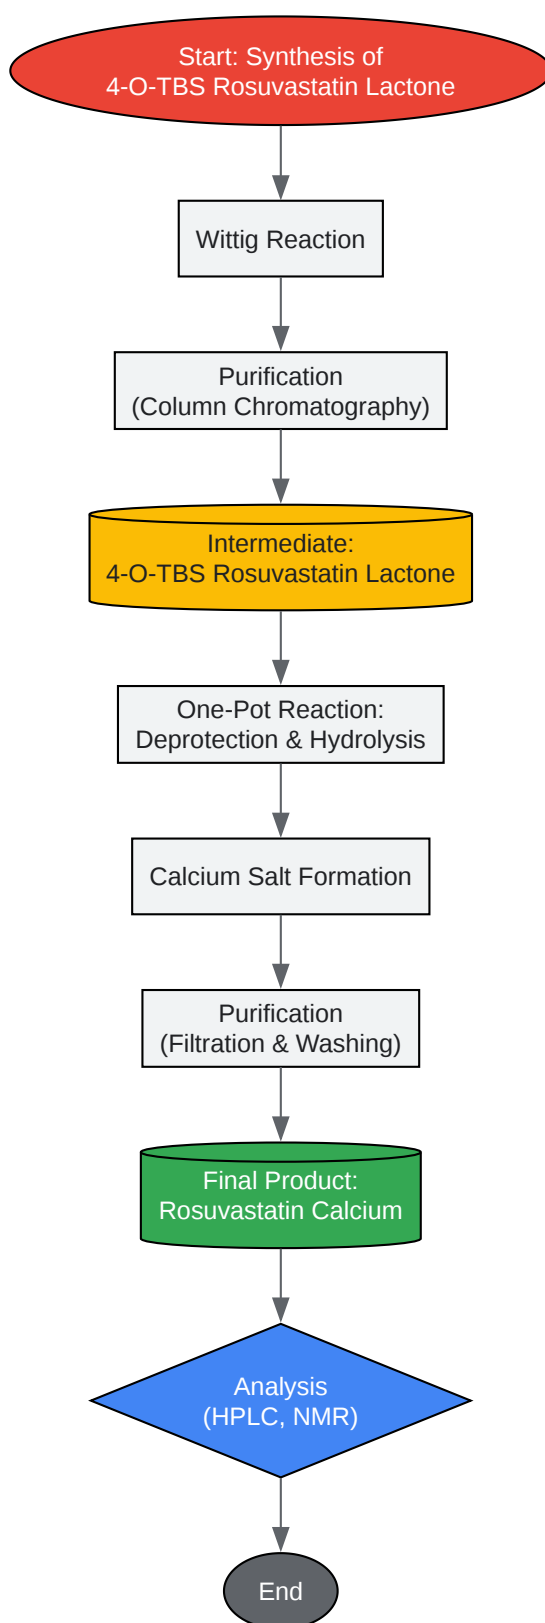 Start: Synthesis of
4-O-TBS Rosuvastatin Lactone
Wittig Reaction
Purification
(Column Chromatography)
Intermediate:
4-O-TBS Rosuvastatin Lactone
One-Pot Reaction:
Deprotection & Hydrolysis
Calcium Salt Formation
Purification
(Filtration & Washing)
Final Product:
Rosuvastatin Calcium
Analysis
(HPLC, NMR)
End